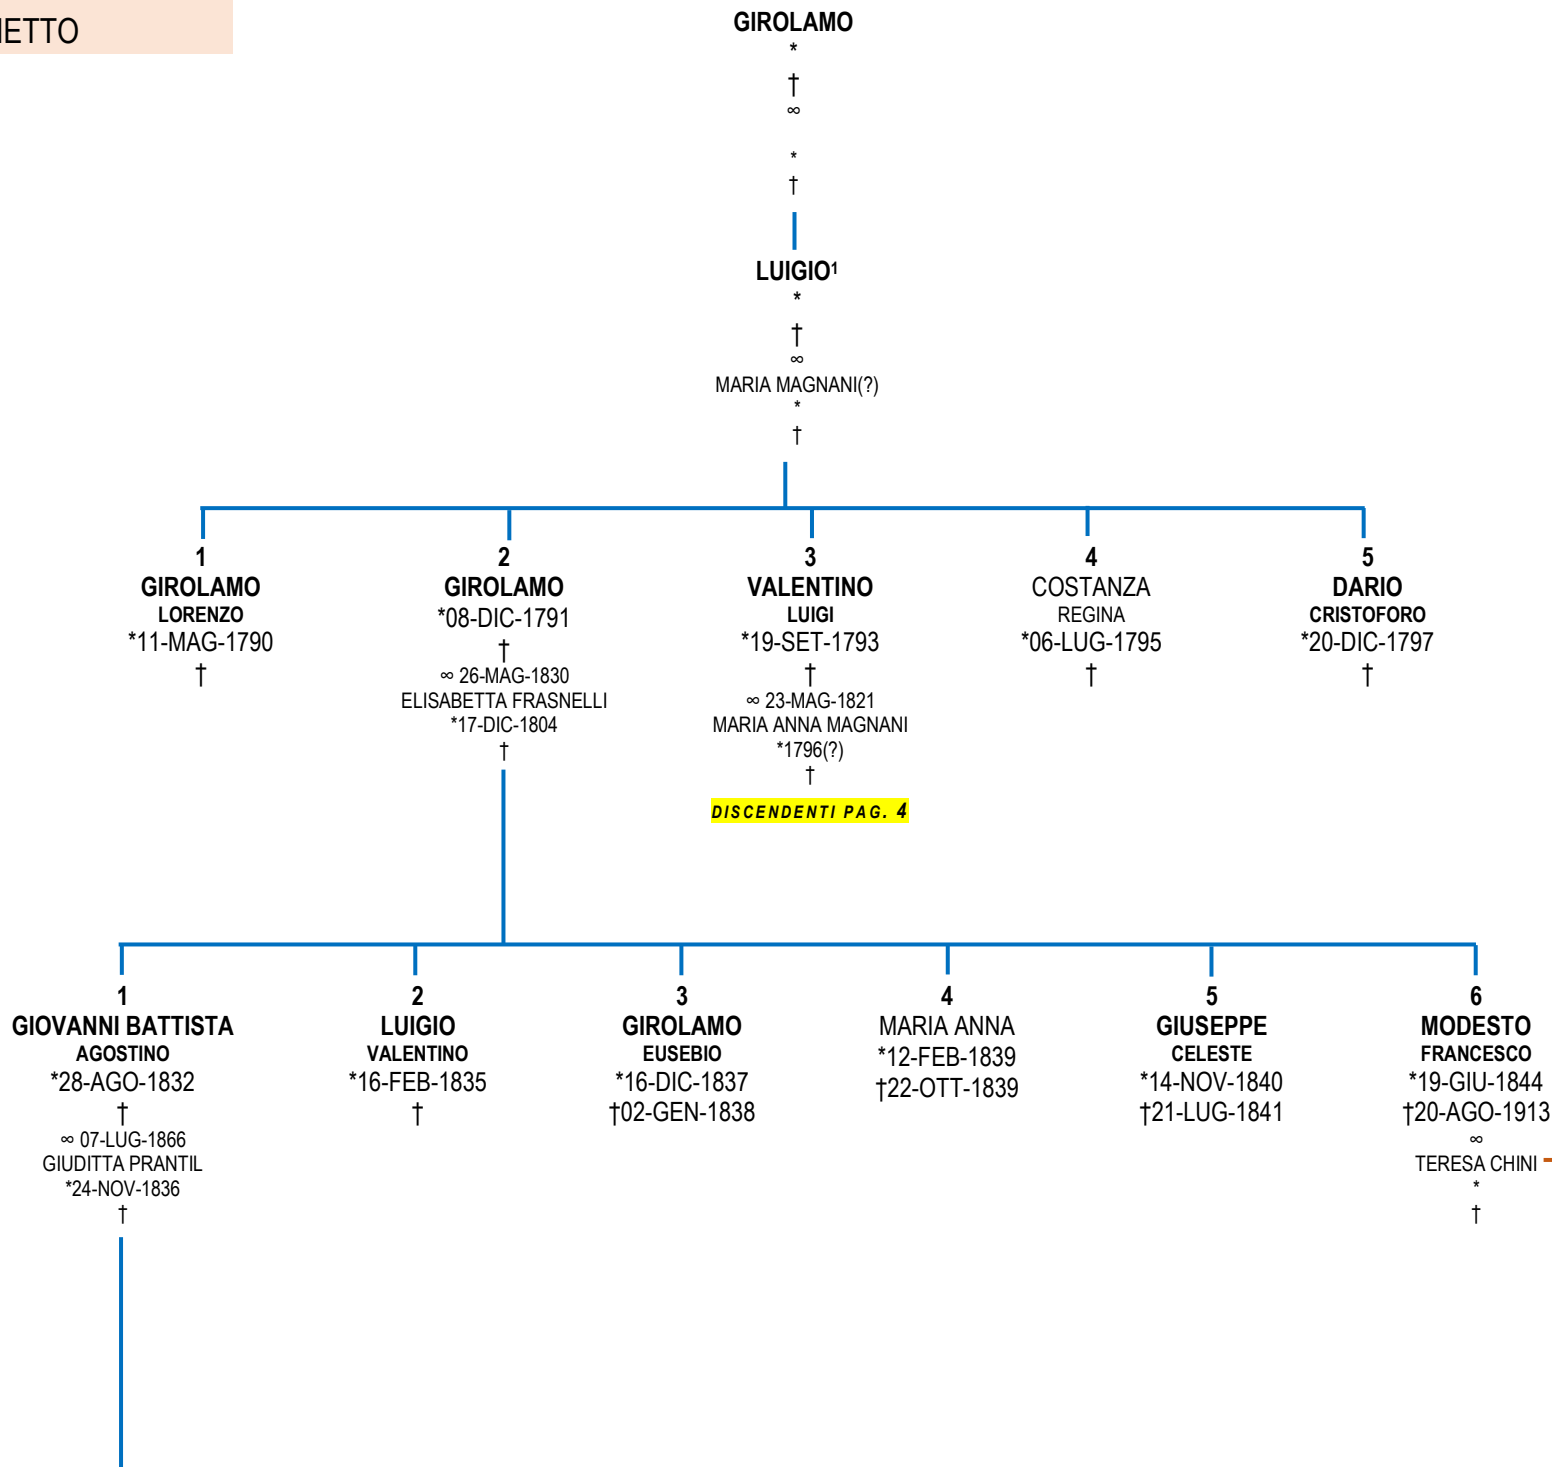 GIROLAMO
*
†
∞
*
†
LUIGIO¹
*
†
∞
MARIA MAGNANI(?)
*
†
1
GIROLAMO
LORENZO
*11-MAG-1790
†
2
GIROLAMO
*08-DIC-1791
†
∞ 26-MAG-1830
ELISABETTA FRASNELLI
*17-DIC-1804
†
3
VALENTINO
LUIGI
*19-SET-1793
†
∞ 23-MAG-1821
MARIA ANNA MAGNANI
*1796(?)
†
DISCENDENTI PAG. 4
4
COSTANZA
REGINA
*06-LUG-1795
†
5
DARIO
CRISTOFORO
*20-DIC-1797
†
1
GIOVANNI BATTISTA
AGOSTINO
*28-AGO-1832
†
∞ 07-LUG-1866
GIUDITTA PRANTIL
*24-NOV-1836
†
2
LUIGIO
VALENTINO
*16-FEB-1835
†
3
GIROLAMO
EUSEBIO
*16-DIC-1837
†02-GEN-1838
4
MARIA ANNA
*12-FEB-1839
†22-OTT-1839
5
GIUSEPPE
CELESTE
*14-NOV-1840
†21-LUG-1841
6
MODESTO
FRANCESCO
*19-GIU-1844
†20-AGO-1913
∞
TERESA CHINI
*
†